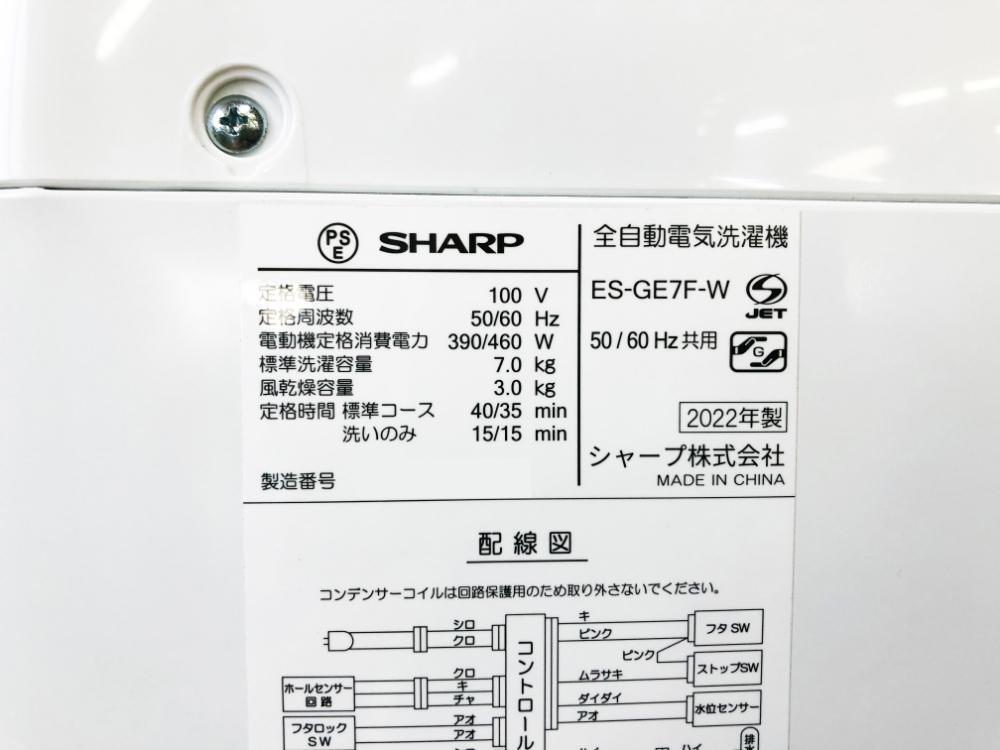 PSE SHARP
定格電圧 100 V
定格周波数 50/60 Hz
電動機定格消費電力 390/460 W
標準洗濯容量 7.0 kg
風乾燥容量 3.0 kg
定格時間 標準コース 40/35 min
洗いのみ 15/15 min
製造番号
全自動電気洗濯機
ES-GE7F-W
JET
50/60 Hz共用
G
2022年製
シャープ株式会社
MADE IN CHINA
配線図
コンデンサーコイルは回路保護用のため取り外さないでください。
シロ
クロ
クロ
キ
チャ
ホールセンサー
回路
アオ
アオ
フタロック
SW
コントロール
キ
ピンク
フタSW
ピンク
ムラサキ
ストップSW
ダイダイ
アオ
水位センサー